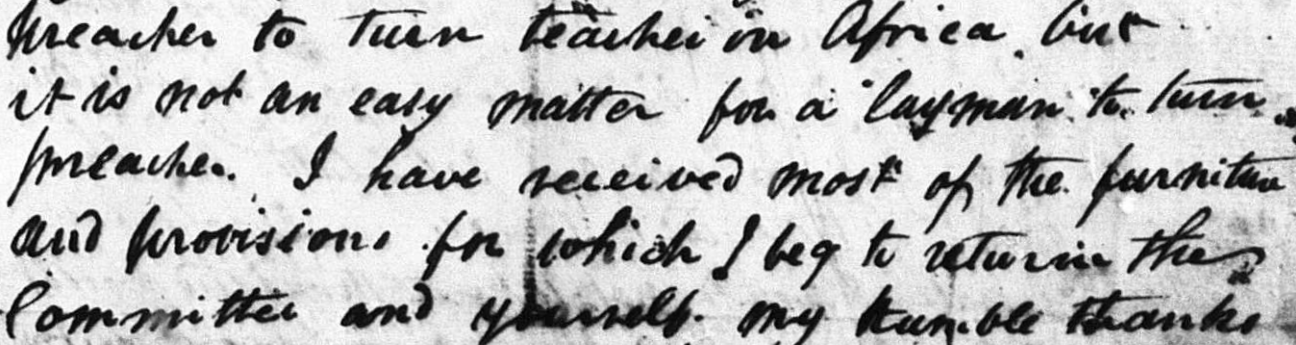 preacher to turn teacher in Africa but
it is not an easy matter for a layman to turn
preacher. I have received most of the furniture
and provisions for which I beg to return the
Committee and yourself my humble thanks